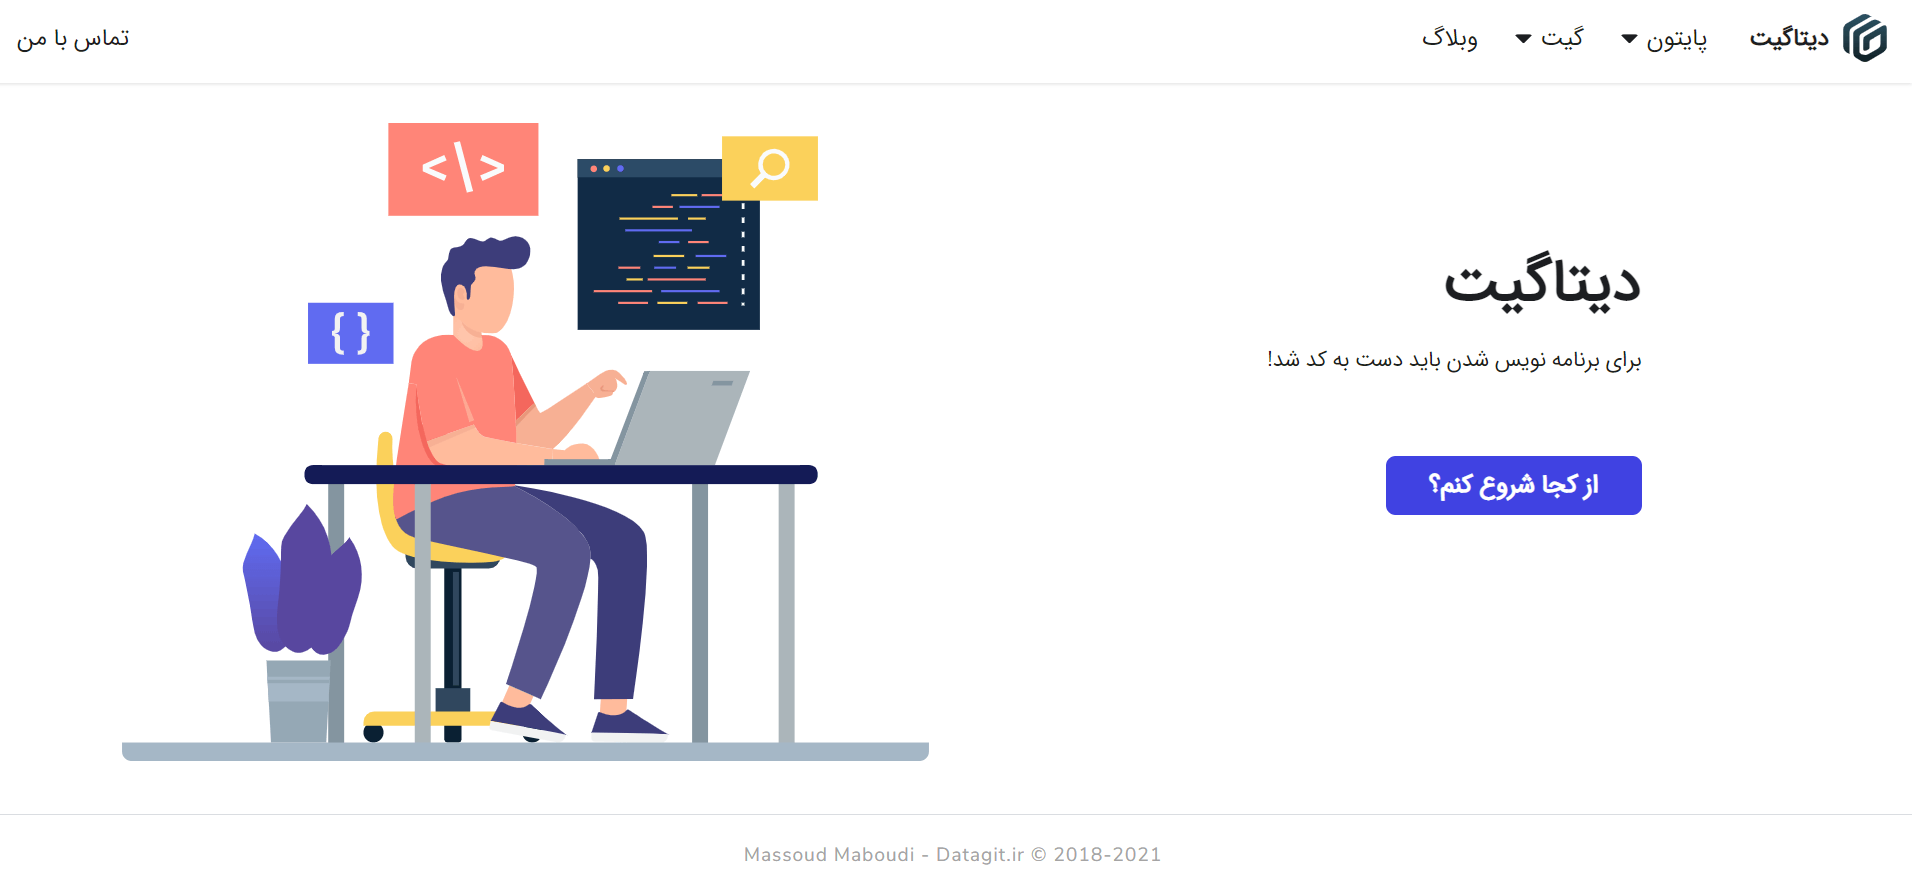 دیتاگیت
پایتون
گیت
وبلاگ
تماس با من
</>
{ }
دیتاگیت
برای برنامه نویس شدن باید دست به کد شد!
از کجا شروع کنم؟
Massoud Maboudi - Datagit.ir © 2018-2021